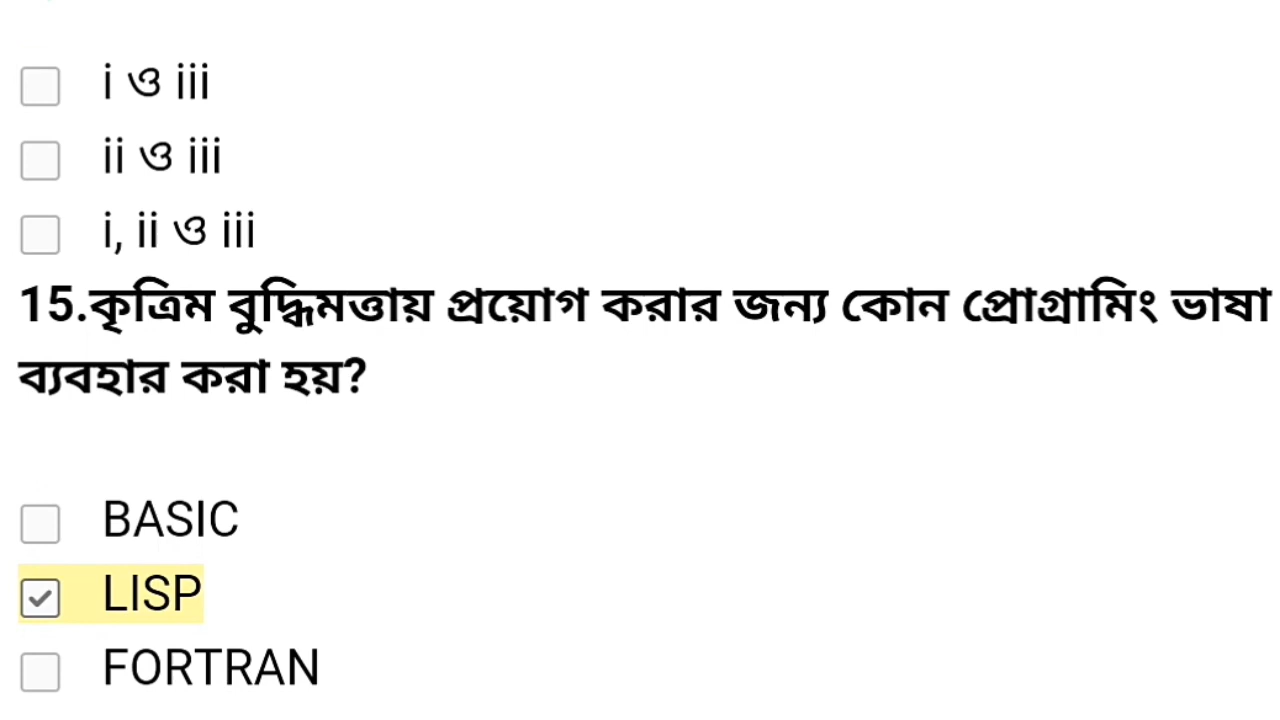 i ও iii
ii ও iii
i, ii ও iii
15.কৃত্রিম বুদ্ধিমত্তায় প্রয়োগ করার জন্য কোন প্রোগ্রামিং ভাষা
ব্যবহার করা হয়?
BASIC
LISP
FORTRAN